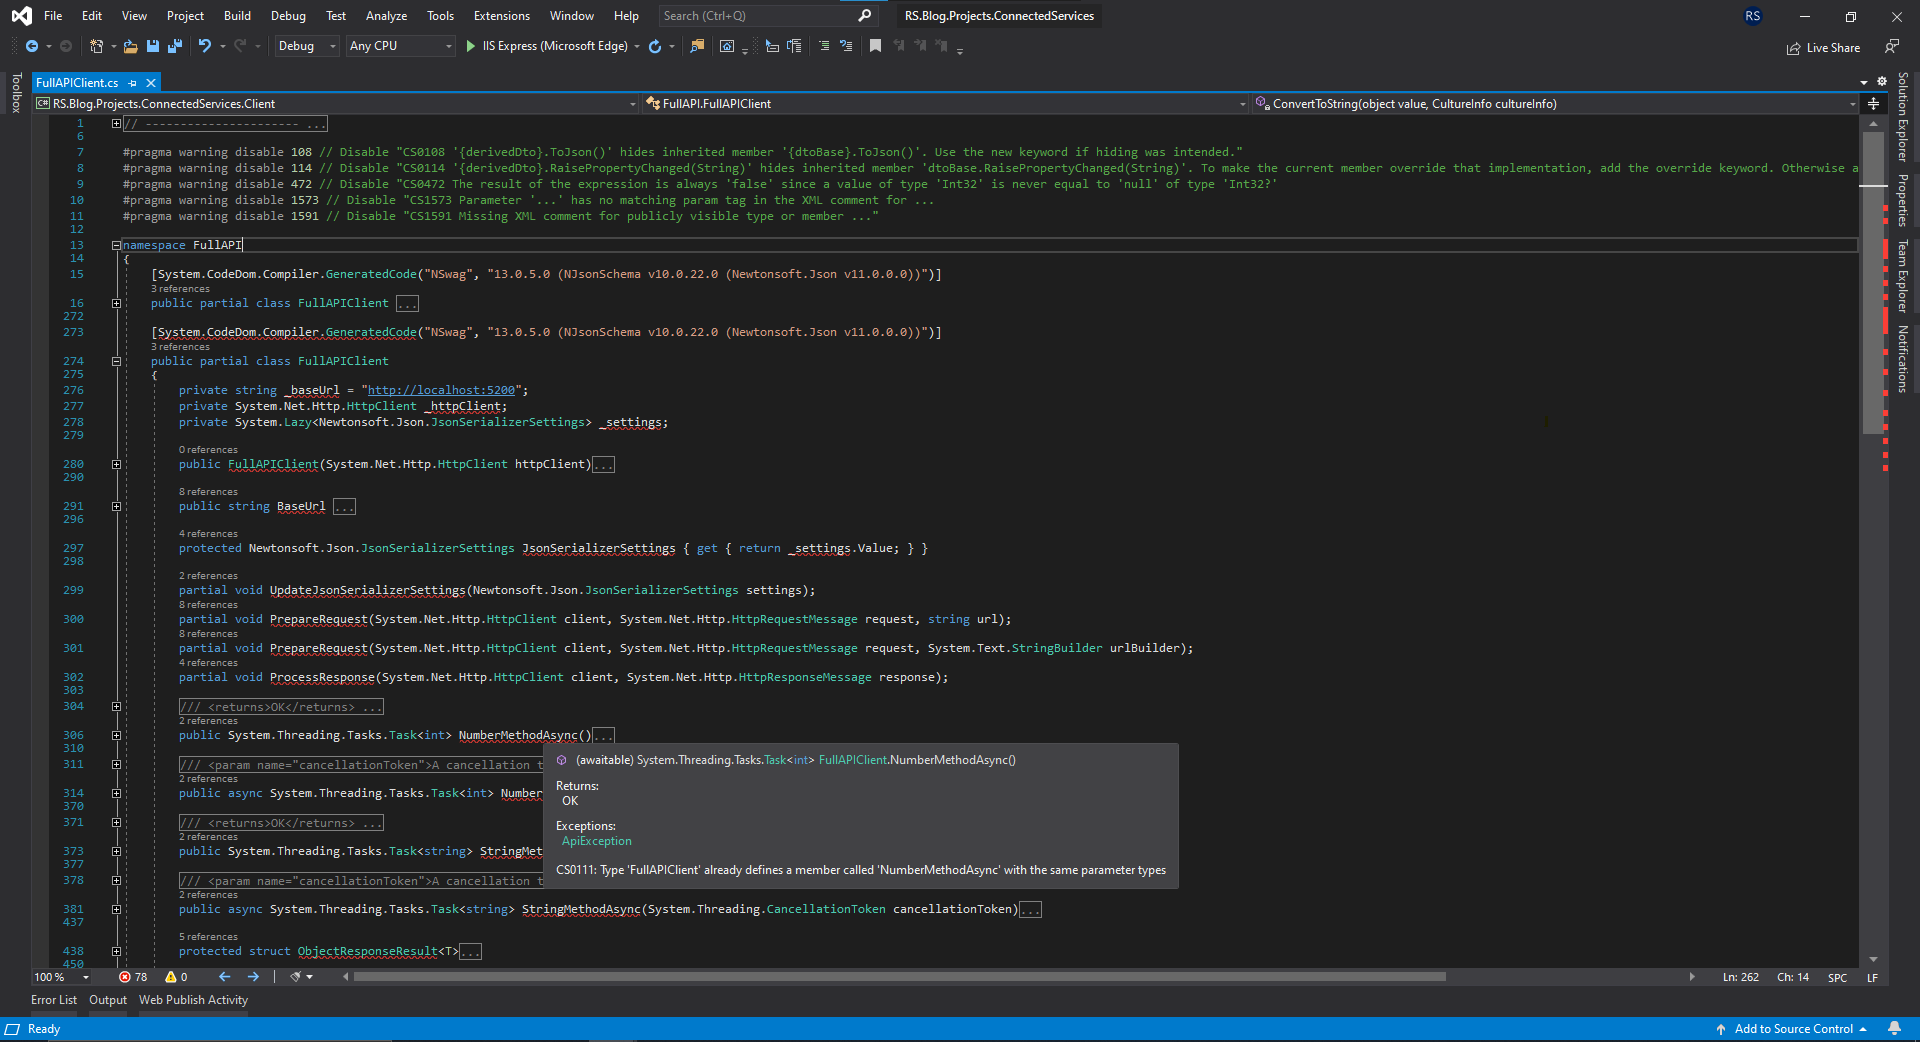 File Edit View Project Build Debug Test Analyze Tools Extensions Window Help Search (Ctrl+Q) RS.Blog.Projects.ConnectedServices RS
Debug Any CPU IIS Express (Microsoft Edge) Live Share
Toolbox
FullAPIClient.cs
C# RS.Blog.Projects.ConnectedServices.Client FullAPI.FullAPIClient ConvertToString(object value, CultureInfo cultureInfo)
1 // ---------------------- ...
6
7 #pragma warning disable 108 // Disable "CS0108 '{derivedDto}.ToJson()' hides inherited member '{dtoBase}.ToJson()'. Use the new keyword if hiding was intended."
8 #pragma warning disable 114 // Disable "CS0114 '{derivedDto}.RaisePropertyChanged(String)' hides inherited member 'dtoBase.RaisePropertyChanged(String)'. To make the current member override that implementation, add the override keyword. Otherwise a
9 #pragma warning disable 472 // Disable "CS0472 The result of the expression is always 'false' since a value of type 'Int32' is never equal to 'null' of type 'Int32?'
10 #pragma warning disable 1573 // Disable "CS1573 Parameter '...' has no matching param tag in the XML comment for ...
11 #pragma warning disable 1591 // Disable "CS1591 Missing XML comment for publicly visible type or member ..."
12
13 namespace FullAPI
14 {
15 [System.CodeDom.Compiler.GeneratedCode("NSwag", "13.0.5.0 (NJsonSchema v10.0.22.0 (Newtonsoft.Json v11.0.0.0))")]
3 references
16 public partial class FullAPIClient ...
272
273 [System.CodeDom.Compiler.GeneratedCode("NSwag", "13.0.5.0 (NJsonSchema v10.0.22.0 (Newtonsoft.Json v11.0.0.0))")]
3 references
274 public partial class FullAPIClient
275 {
276 private string _baseUrl = "http://localhost:5200";
277 private System.Net.Http.HttpClient _httpClient;
278 private System.Lazy<Newtonsoft.Json.JsonSerializerSettings> _settings;
279
0 references
280 public FullAPIClient(System.Net.Http.HttpClient httpClient)...
290
8 references
291 public string BaseUrl ...
296
4 references
297 protected Newtonsoft.Json.JsonSerializerSettings JsonSerializerSettings { get { return _settings.Value; } }
298
2 references
299 partial void UpdateJsonSerializerSettings(Newtonsoft.Json.JsonSerializerSettings settings);
8 references
300 partial void PrepareRequest(System.Net.Http.HttpClient client, System.Net.Http.HttpRequestMessage request, string url);
8 references
301 partial void PrepareRequest(System.Net.Http.HttpClient client, System.Net.Http.HttpRequestMessage request, System.Text.StringBuilder urlBuilder);
4 references
302 partial void ProcessResponse(System.Net.Http.HttpClient client, System.Net.Http.HttpResponseMessage response);
303
304 /// <returns>OK</returns> ...
2 references
306 public System.Threading.Tasks.Task<int> NumberMethodAsync()...
310
311 /// <param name="cancellationToken">A cancellation t
2 references
314 public async System.Threading.Tasks.Task<int> Number
370
371 /// <returns>OK</returns> ...
2 references
373 public System.Threading.Tasks.Task<string> StringMet
377
378 /// <param name="cancellationToken">A cancellation t
2 references
381 public async System.Threading.Tasks.Task<string> StringMethodAsync(System.Threading.CancellationToken cancellationToken)...
437
5 references
438 protected struct ObjectResponseResult<T>...
450
(awaitable) System.Threading.Tasks.Task<int> FullAPIClient.NumberMethodAsync()
Returns:
OK
Exceptions:
ApiException
CS0111: Type 'FullAPIClient' already defines a member called 'NumberMethodAsync' with the same parameter types
Solution Explorer
Properties
Team Explorer
Notifications
100 % 78 0 Ln: 262 Ch: 14 SPC LF
Error List Output Web Publish Activity
Ready Add to Source Control